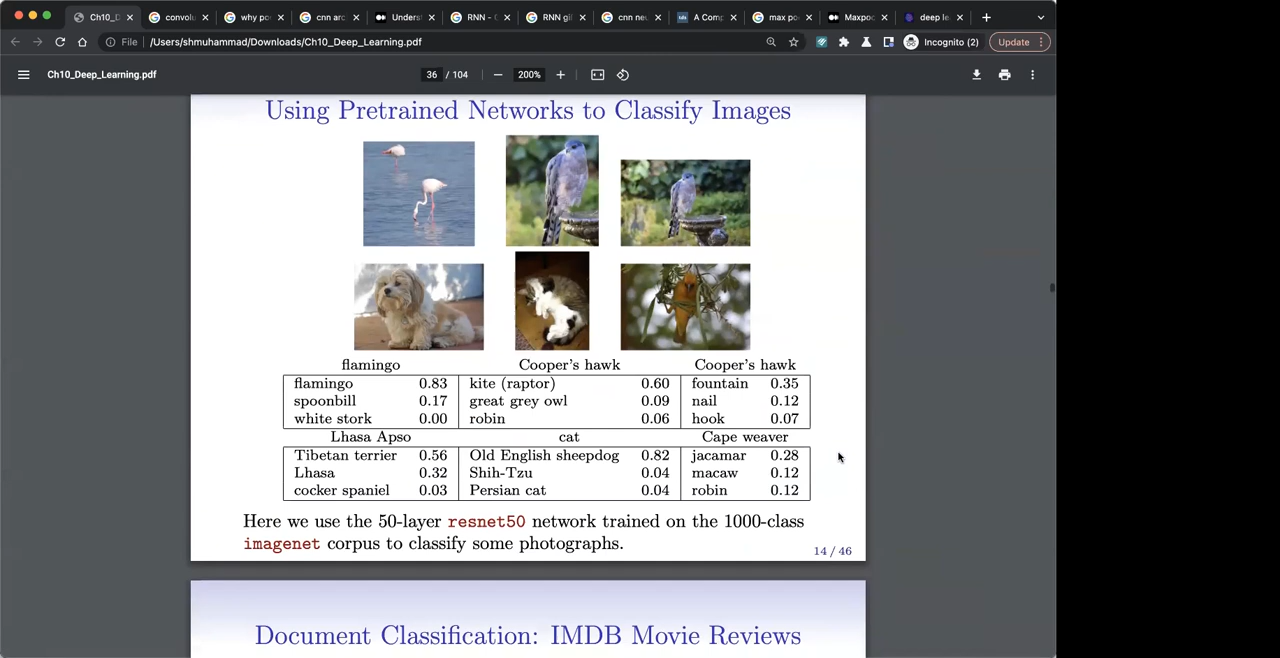 Ch10_D
convolu
why po
cnn arc
Unders
RNN - C
RNN gl
cnn neu
A Comp
max po
Maxpoo
deep le
File
/Users/shmuhammad/Downloads/Ch10_Deep_Learning.pdf
Incognito (2)
Update
Ch10_Deep_Learning.pdf
36 / 104
200%
Using Pretrained Networks to Classify Images
flamingo Cooper's hawk Cooper's hawk
flamingo 0.83 kite (raptor) 0.60 fountain 0.35
spoonbill 0.17 great grey owl 0.09 nail 0.12
white stork 0.00 robin 0.06 hook 0.07
Lhasa Apso cat Cape weaver
Tibetan terrier 0.56 Old English sheepdog 0.82 jacamar 0.28
Lhasa 0.32 Shih-Tzu 0.04 macaw 0.12
cocker spaniel 0.03 Persian cat 0.04 robin 0.12
Here we use the 50-layer resnet50 network trained on the 1000-class
imagenet corpus to classify some photographs.
14 / 46
Document Classification: IMDB Movie Reviews